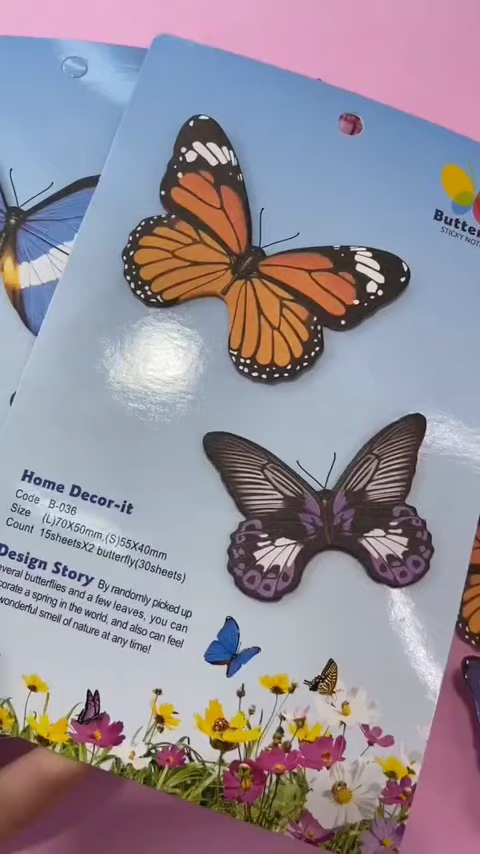 Butter
STICKY NOT
Home Decor-it
Code B-036
Size (L)70X50mm,(S)55X40mm
Count 15sheetsX2 butterfly(30sheets)
Design Story By randomly picked up
several butterflies and a few leaves, you can
decorate a spring in the world, and also can feel
wonderful smell of nature at any time!